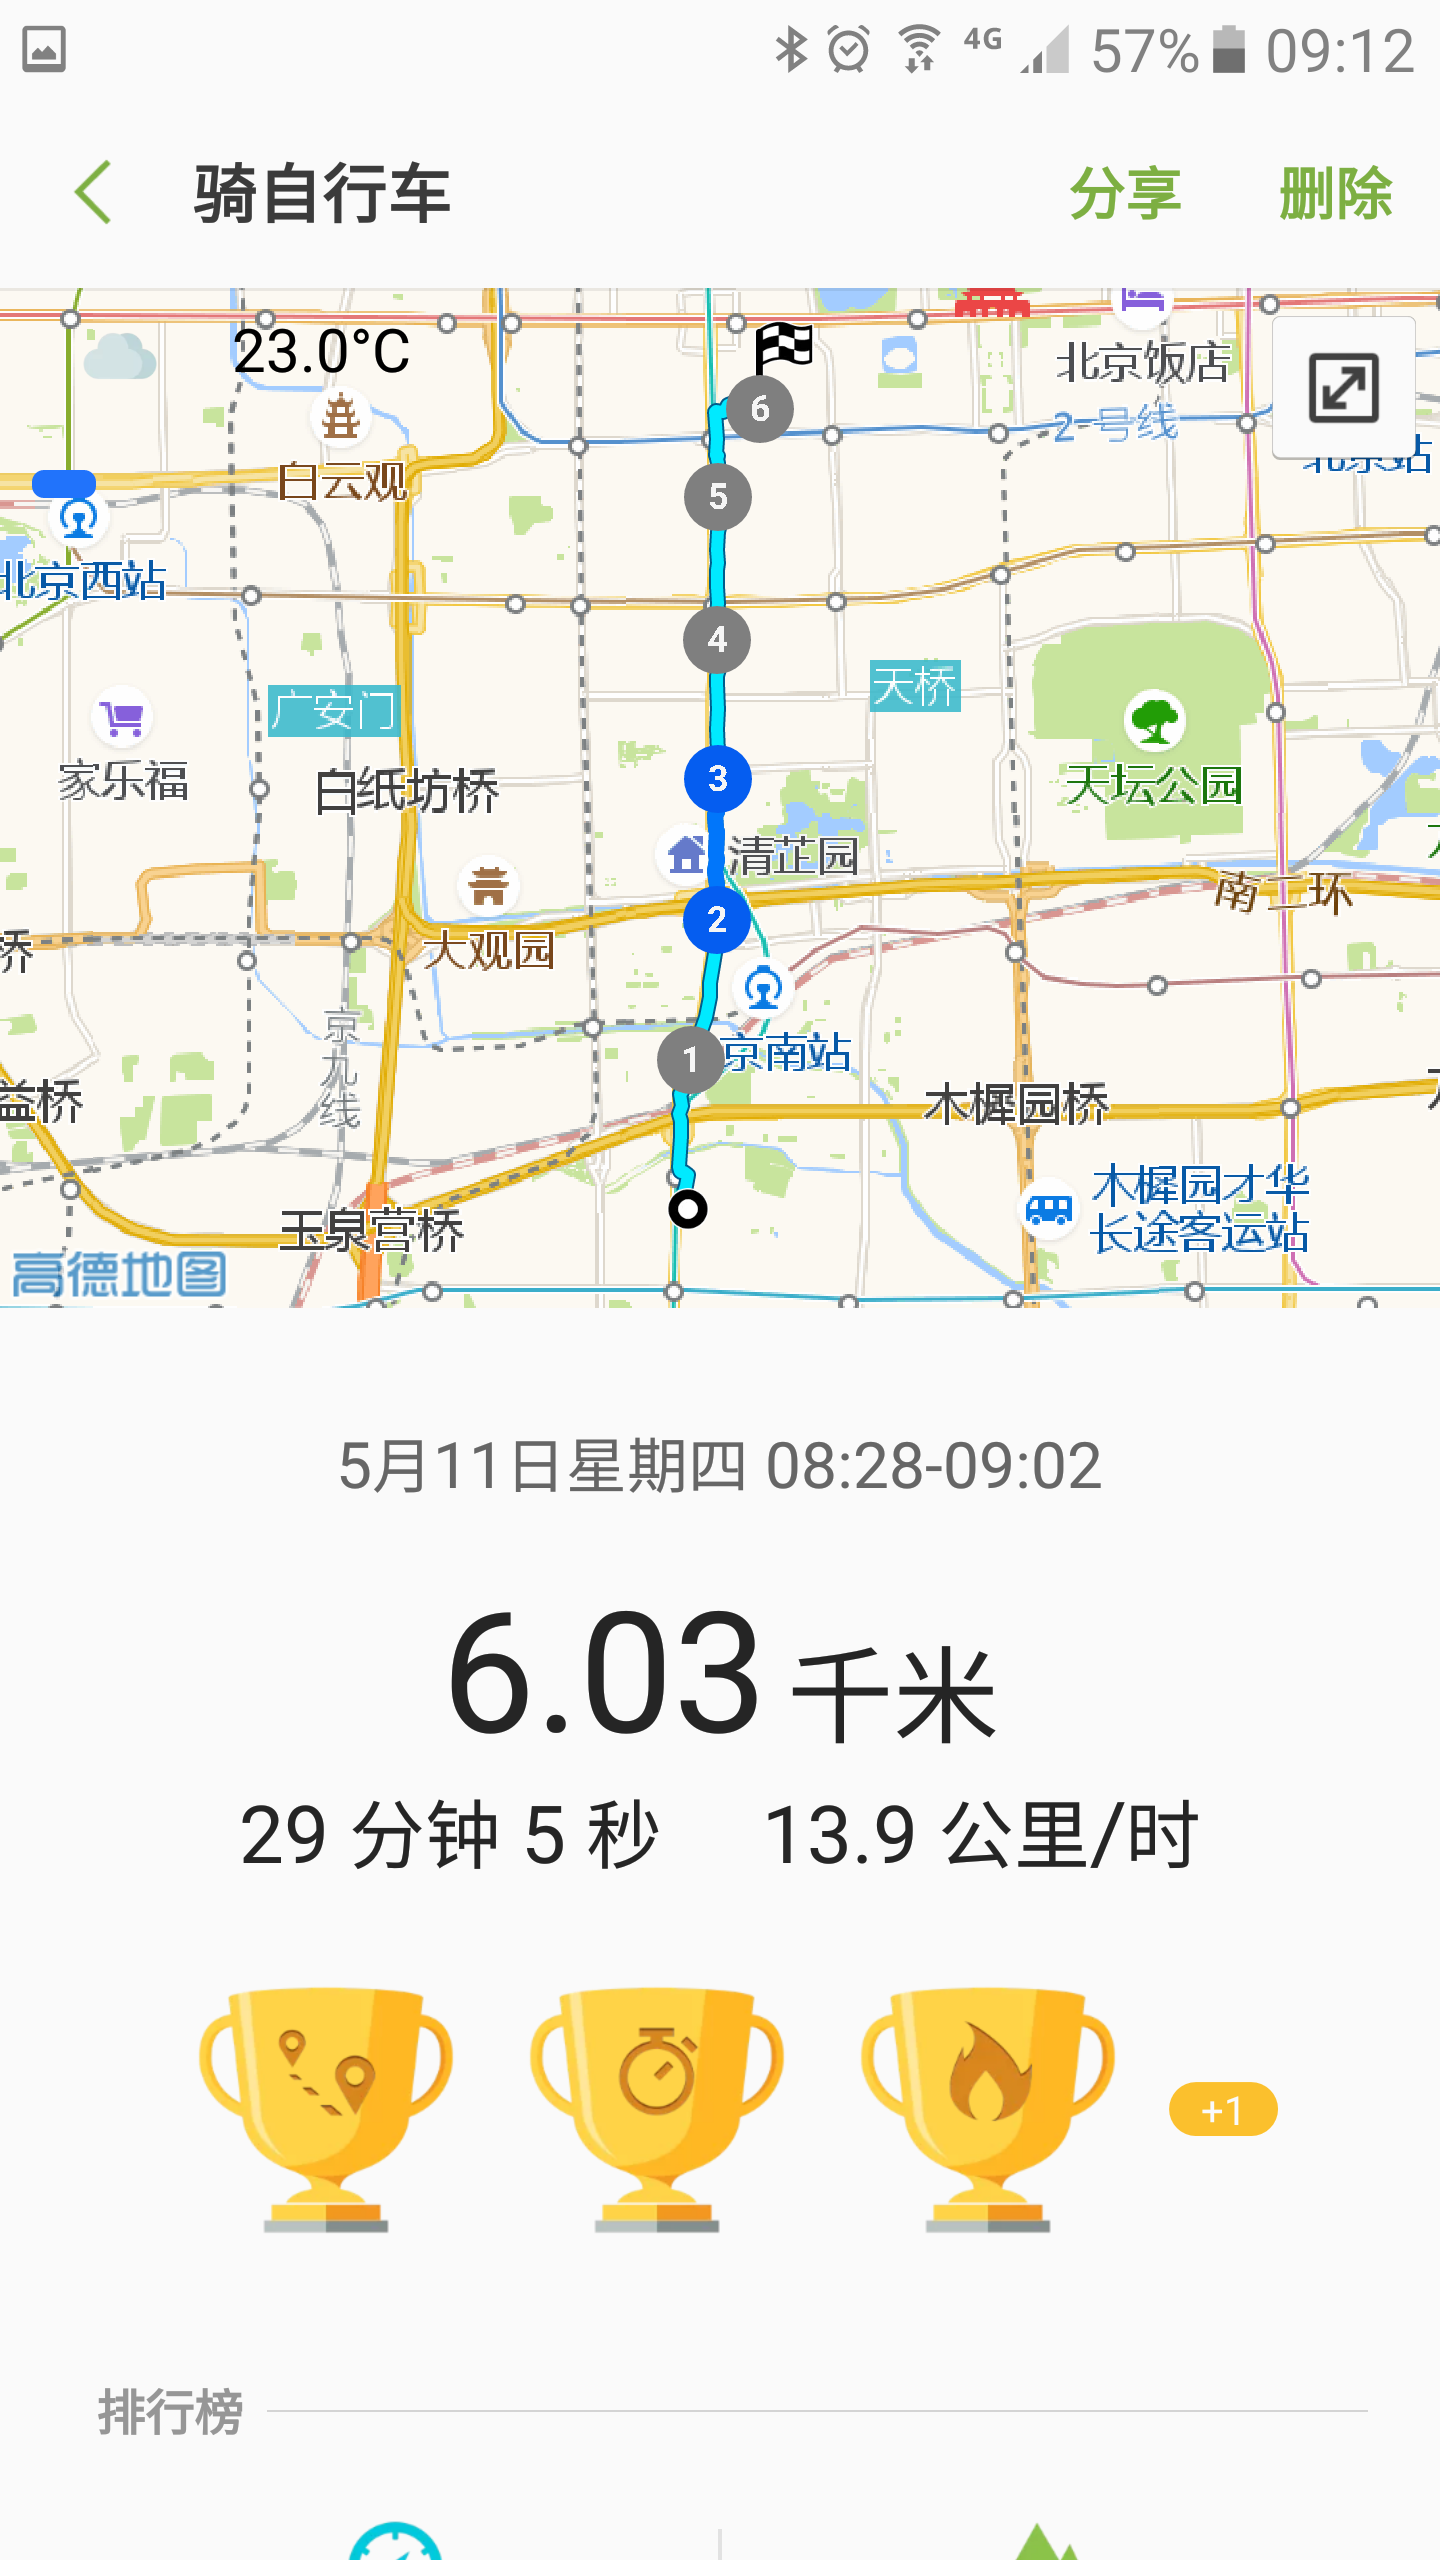 4G 57% 09:12
骑自行车 分享 删除
23.0°C
北京饭店
2号线
北京站
6
白云观
5
北京西站
4
广安门
天桥
家乐福
白纸坊桥
3
天坛公园
清芷园
南二环
2
桥
大观园
京南站
京九线
1
益桥
木樨园桥
木樨园才华
长途客运站
玉泉营桥
高德地图
5月11日星期四 08:28-09:02
6.03 千米
29 分钟 5 秒 13.9 公里/时
+1
排行榜